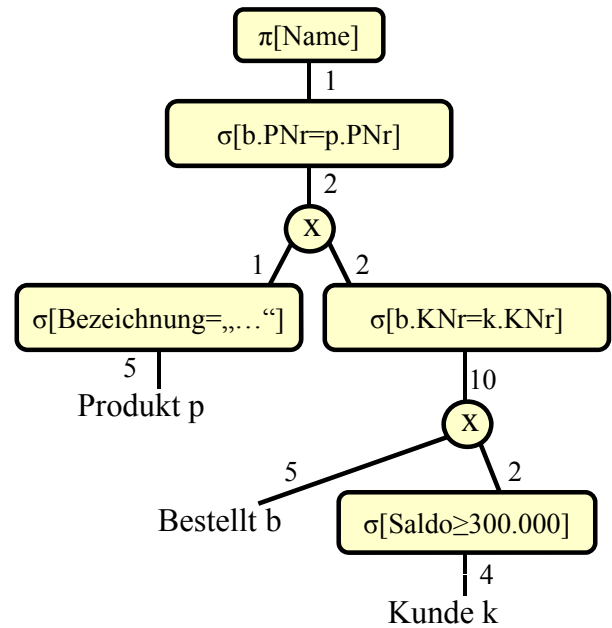 π[Name]
1
σ[b.PNr=p.PNr]
2
x
1 2
σ[Bezeichnung=„…“] σ[b.KNr=k.KNr]
5 10
Produkt p
x
5 2
Bestellt b σ[Saldo≥300.000]
4
Kunde k